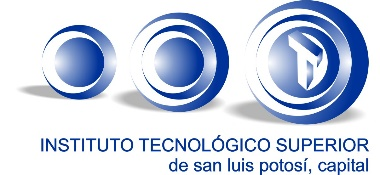 INSTITUTO TECNOLÓGICO SUPERIOR
de san luis potosí, capital